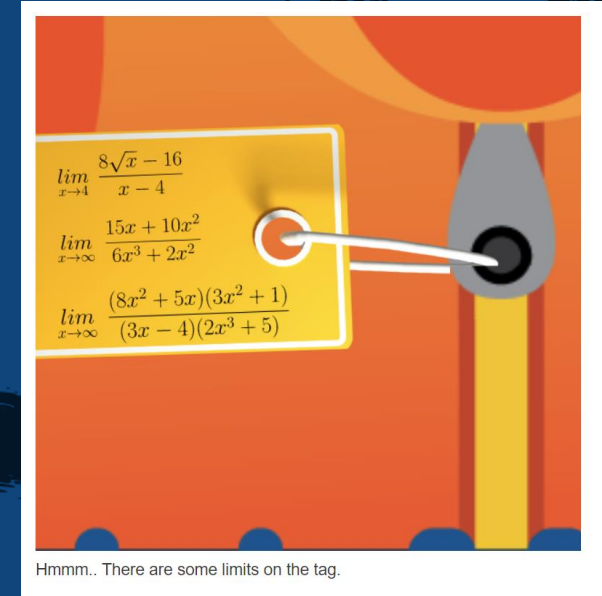 lim x→4 (8√x − 16)/(x − 4)
lim x→∞ (15x + 10x²)/(6x³ + 2x²)
lim x→∞ ((8x² + 5x)(3x² + 1))/((3x − 4)(2x³ + 5))
Hmmm.. There are some limits on the tag.